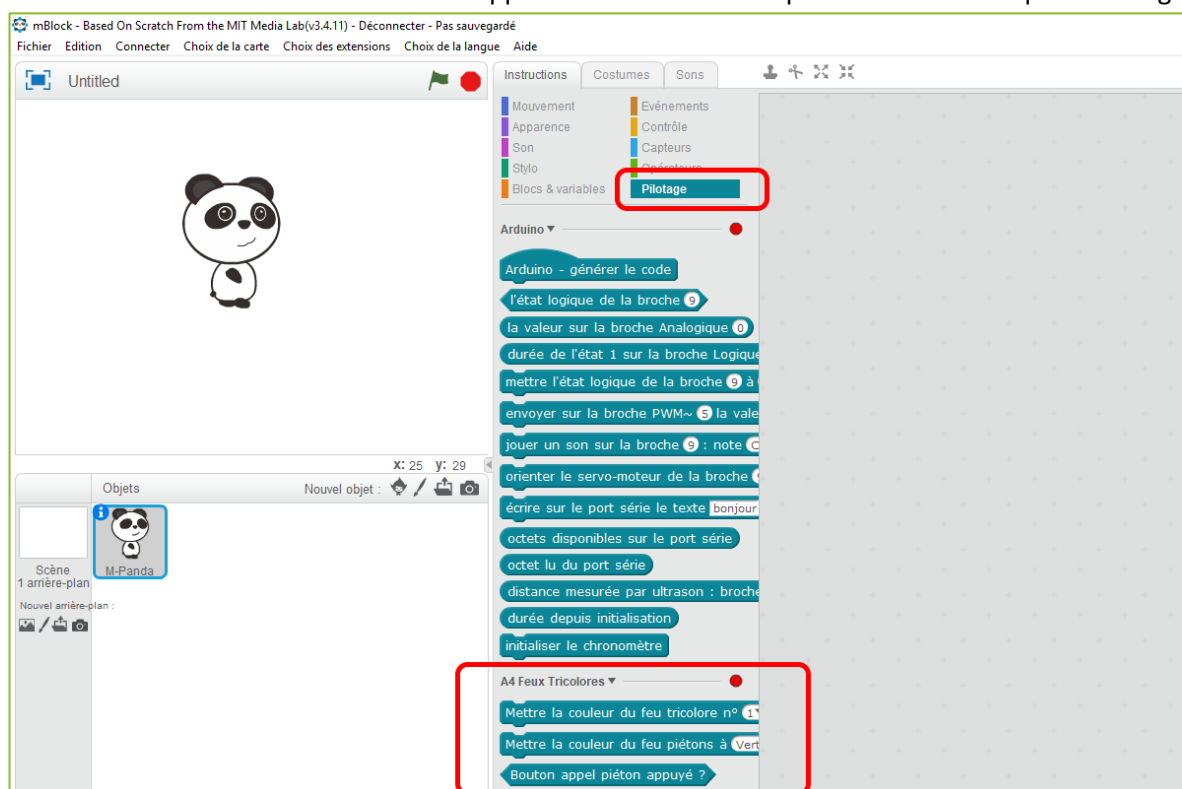 mBlock - Based On Scratch From the MIT Media Lab(v3.4.11) - Déconnecter - Pas sauvegardé
Fichier Edition Connecter Choix de la carte Choix des extensions Choix de la langue Aide
Untitled
Instructions Costumes Sons
Mouvement Evénements
Apparence Contrôle
Son Capteurs
Stylo Opérateurs
Blocs & variables Pilotage
Arduino
Arduino - générer le code
l'état logique de la broche 9
la valeur sur la broche Analogique 0
durée de l'état 1 sur la broche Logique
mettre l'état logique de la broche 9 à
envoyer sur la broche PWM~ 5 la vale
jouer un son sur la broche 9 : note C
orienter le servo-moteur de la broche
écrire sur le port série le texte bonjour
octets disponibles sur le port série
octet lu du port série
distance mesurée par ultrason : broche
durée depuis initialisation
initialiser le chronomètre
A4 Feux Tricolores
Mettre la couleur du feu tricolore n° 1
Mettre la couleur du feu piétons à Vert
Bouton appel piéton appuyé ?
X: 25 y: 29
Objets Nouvel objet :
M-Panda
Scène
1 arrière-plan
Nouvel arrière-plan :